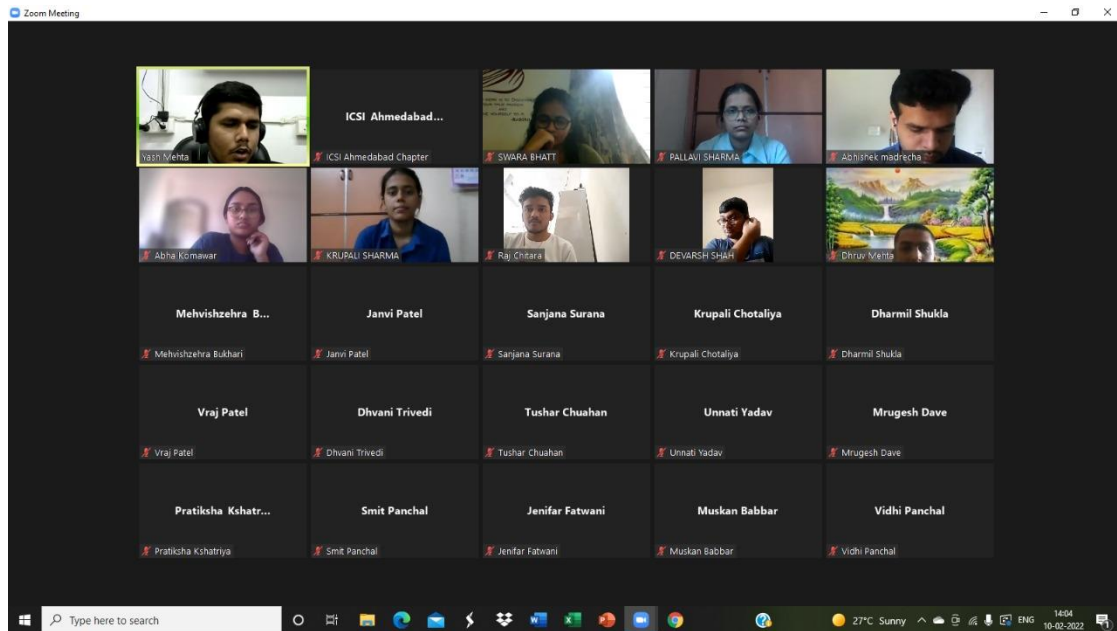 Zoom Meeting
Yash Mehta
ICSI Ahmedabad...
ICSI Ahmedabad Chapter
SWARA BHATT
PALLAVI SHARMA
Abhishek madrecha
Abha Komawar
KRUPALI SHARMA
Raj Chitara
DEVARSH SHAH
Dhruv Mehta
Mehvishzehra B...
Janvi Patel
Sanjana Surana
Krupali Chotaliya
Dharmil Shukla
Mehvishzehra Bukhari
Janvi Patel
Sanjana Surana
Krupali Chotaliya
Dharmil Shukla
Vraj Patel
Dhvani Trivedi
Tushar Chuahan
Unnati Yadav
Mrugesh Dave
Vraj Patel
Dhvani Trivedi
Tushar Chuahan
Unnati Yadav
Mrugesh Dave
Pratiksha Kshatr...
Smit Panchal
Jenifar Fatwani
Muskan Babbar
Vidhi Panchal
Pratiksha Kshatriya
Smit Panchal
Jenifar Fatwani
Muskan Babbar
Vidhi Panchal
Type here to search
27°C Sunny
ENG
14:04
10-02-2022